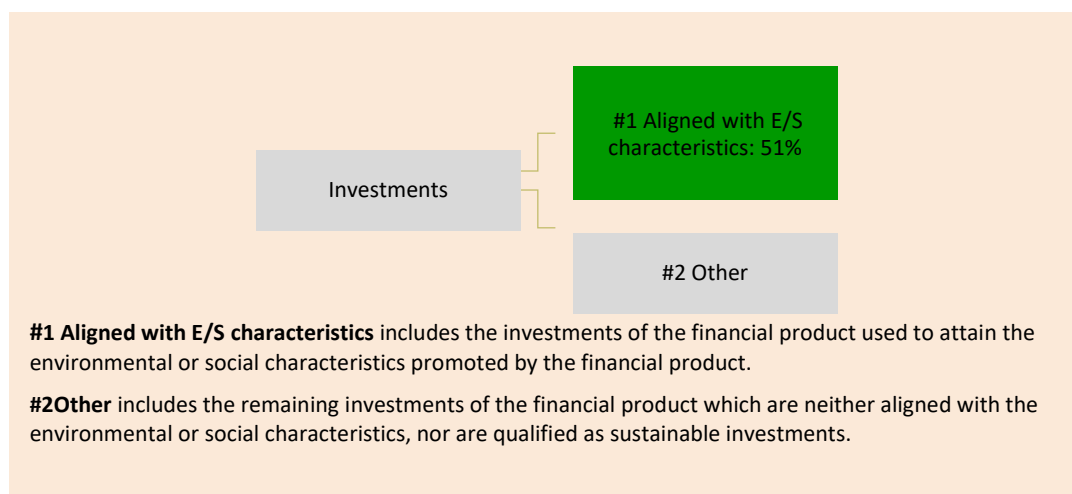 #1 Aligned with E/S
characteristics: 51%
Investments
#2 Other
#1 Aligned with E/S characteristics includes the investments of the financial product used to attain the
environmental or social characteristics promoted by the financial product.
#2Other includes the remaining investments of the financial product which are neither aligned with the
environmental or social characteristics, nor are qualified as sustainable investments.